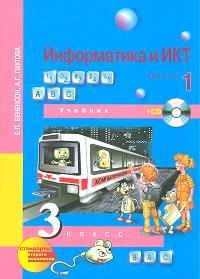 Е.П. БЕНЕНСОН, А.Г. ПАУТОВА
Информатика и ИКТ
Часть 1
А В С
Учебник
+CD
3
КЛАСС
Стандарты
второго
поколения
В А С